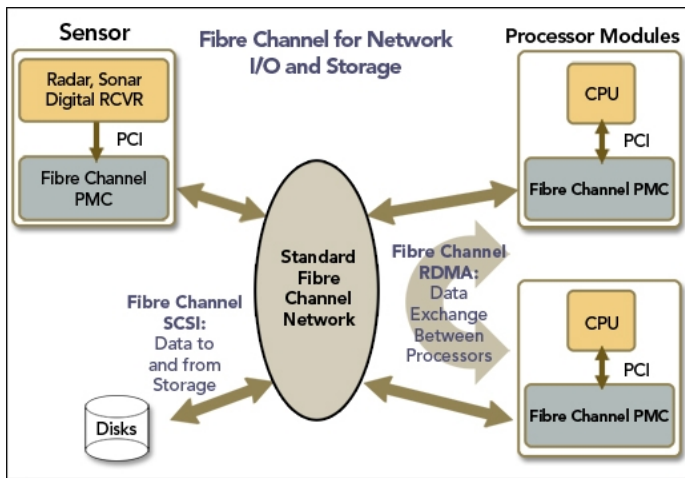 Sensor
Fibre Channel for Network
I/O and Storage
Processor Modules
Radar, Sonar
Digital RCVR
PCI
Fibre Channel
PMC
CPU
PCI
Fibre Channel PMC
Standard
Fibre
Channel
Network
Fibre Channel
RDMA:
Data
Exchange
Between
Processors
Fibre Channel
SCSI:
Data to
and from
Storage
Disks
CPU
PCI
Fibre Channel PMC